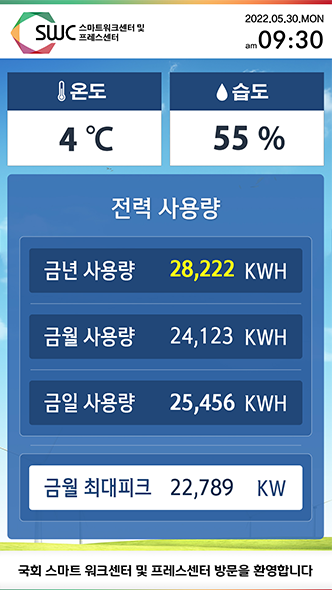 SWC 스마트워크센터 및
프레스센터
2022.05.30.MON
am 09:30
온도
습도
4 ℃
55 %
전력 사용량
금년 사용량 28,222 KWH
금월 사용량 24,123 KWH
금일 사용량 25,456 KWH
금월 최대피크 22,789 KW
국회 스마트 워크센터 및 프레스센터 방문을 환영합니다